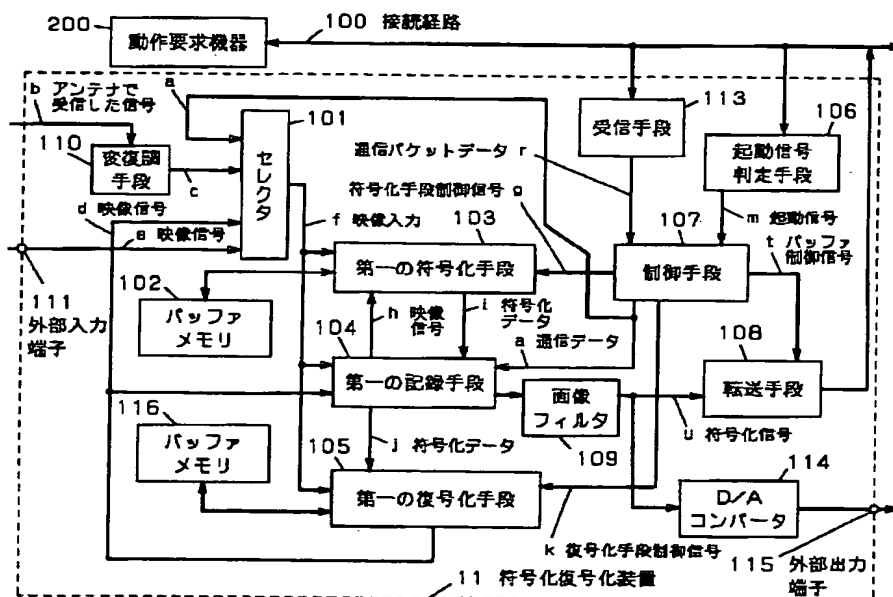 200
動作要求機器
100 接続経路
b アンテナで
受信した信号
a
101
110
変復調
手段
c
セレクタ
d 映像信号
e 映像信号
f 映像入力
113
受信手段
106
起動信号
判定手段
通信パケットデータ r
符号化手段制御信号 g
m 起動信号
103
第一の符号化手段
107
制御手段
t バッファ
制御信号
111
外部入力
端子
102
バッファ
メモリ
h 映像
信号
i 符号化
データ
a 通信データ
104
第一の記録手段
画像
フィルタ
109
108
転送手段
u 符号化信号
116
バッファ
メモリ
j 符号化データ
105
第一の復号化手段
114
D/A
コンバータ
k 復号化手段制御信号
115 外部出力
端子
11 符号化復号化装置